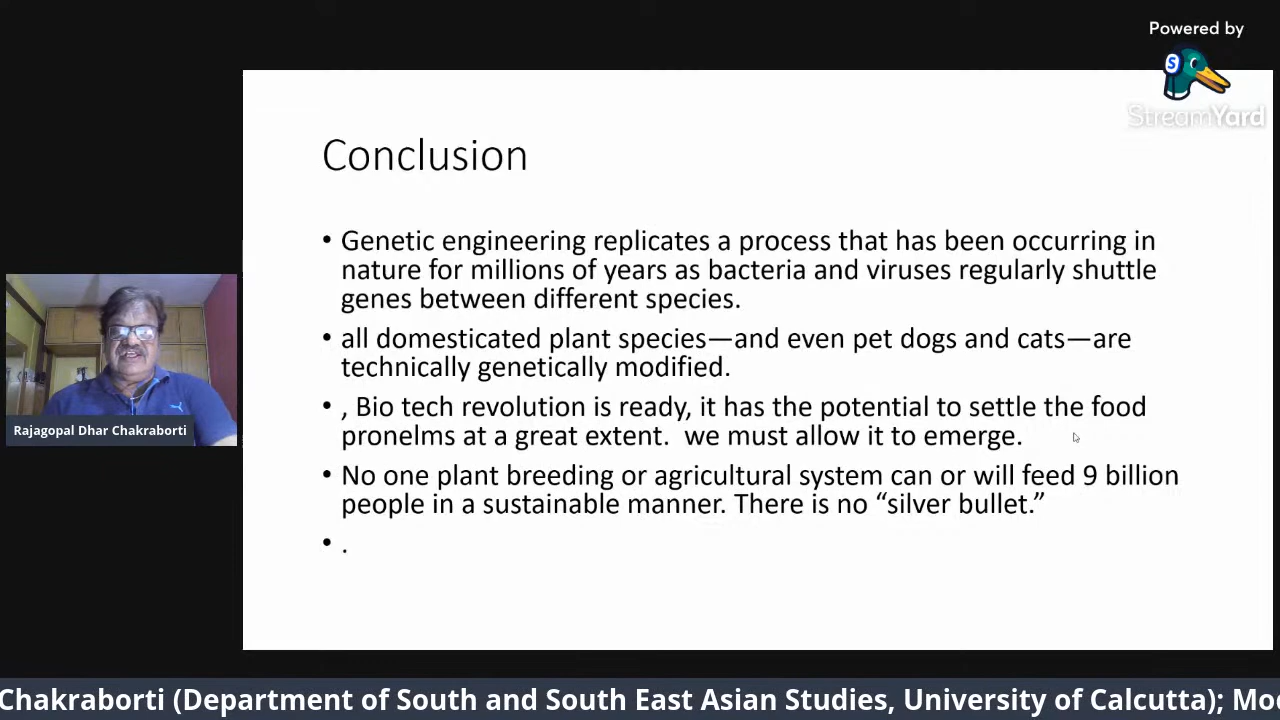 Powered by
S
StreamYard
Conclusion
• Genetic engineering replicates a process that has been occurring in
nature for millions of years as bacteria and viruses regularly shuttle
genes between different species.
• all domesticated plant species—and even pet dogs and cats—are
technically genetically modified.
• , Bio tech revolution is ready, it has the potential to settle the food
pronelms at a great extent.  we must allow it to emerge.
• No one plant breeding or agricultural system can or will feed 9 billion
people in a sustainable manner. There is no “silver bullet.”
• .
Rajagopal Dhar Chakraborti
Chakraborti (Department of South and South East Asian Studies, University of Calcutta); Mo